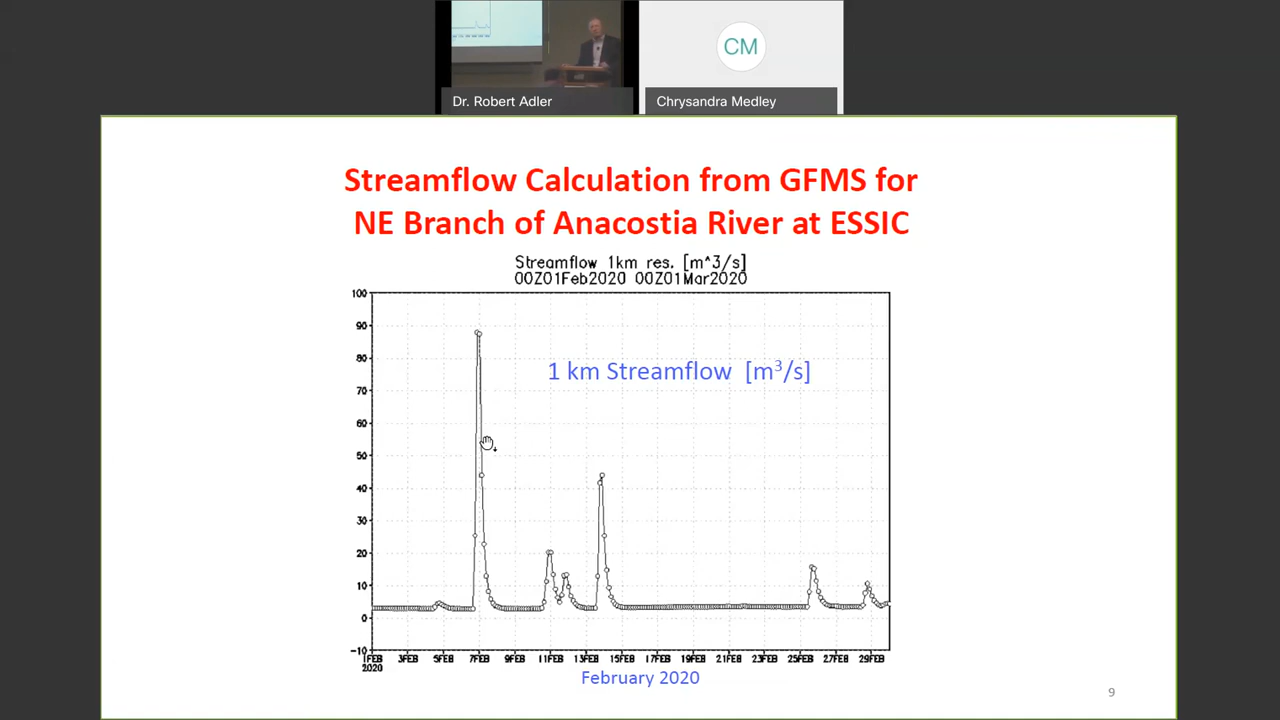 Dr. Robert Adler
CM
Chrysandra Medley
Streamflow Calculation from GFMS for
NE Branch of Anacostia River at ESSIC
Streamflow 1km res. [m^3/s]
00Z01Feb2020 00Z01Mar2020
1 km Streamflow [m³/s]
100
90
80
70
60
50
40
30
20
10
0
-10
1FEB 3FEB 5FEB 7FEB 9FEB 11FEB 13FEB 15FEB 17FEB 19FEB 21FEB 23FEB 25FEB 27FEB 29FEB
2020
February 2020
9